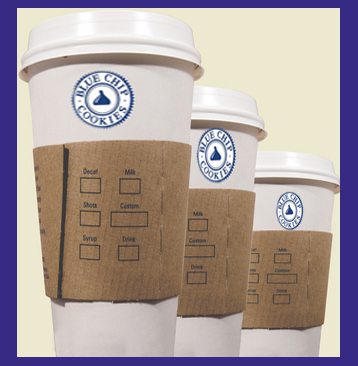 BLUE CHIP
COOKIES
Decaf Milk
Shots Custom
Syrup Drink
BLUE CHIP
COOKIES
Milk
Custom
Drink
BLUE CHIP
COOKIES
Milk
Custom
Drink